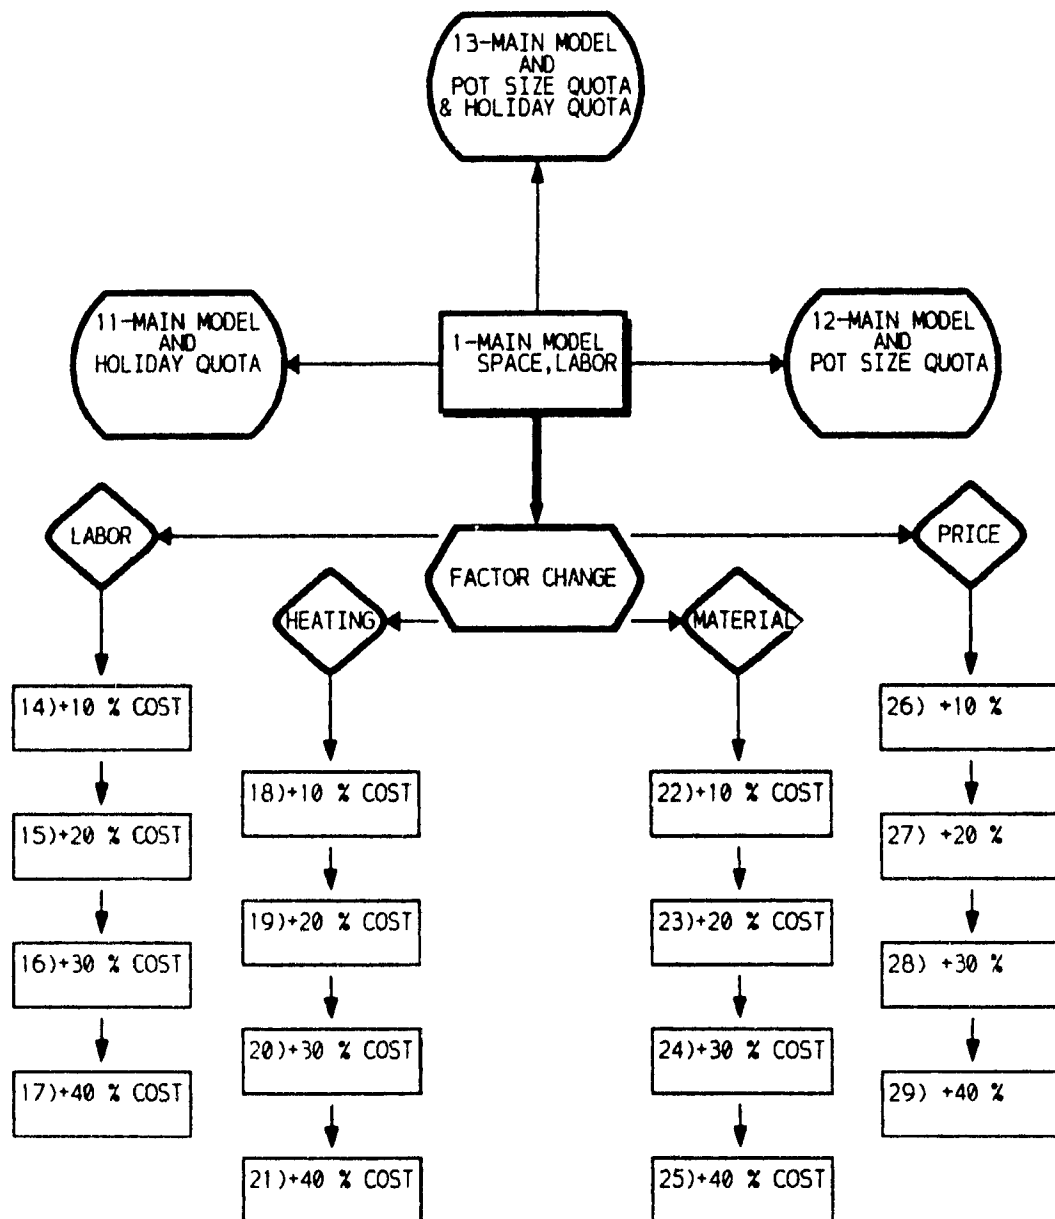 13-MAIN MODEL
AND
POT SIZE QUOTA
& HOLIDAY QUOTA
11-MAIN MODEL
AND
HOLIDAY QUOTA
1-MAIN MODEL
SPACE,LABOR
12-MAIN MODEL
AND
POT SIZE QUOTA
LABOR
PRICE
FACTOR CHANGE
HEATING
MATERIAL
14)+10 % COST
15)+20 % COST
16)+30 % COST
17)+40 % COST
18)+10 % COST
19)+20 % COST
20)+30 % COST
21)+40 % COST
22)+10 % COST
23)+20 % COST
24)+30 % COST
25)+40 % COST
26) +10 %
27) +20 %
28) +30 %
29) +40 %